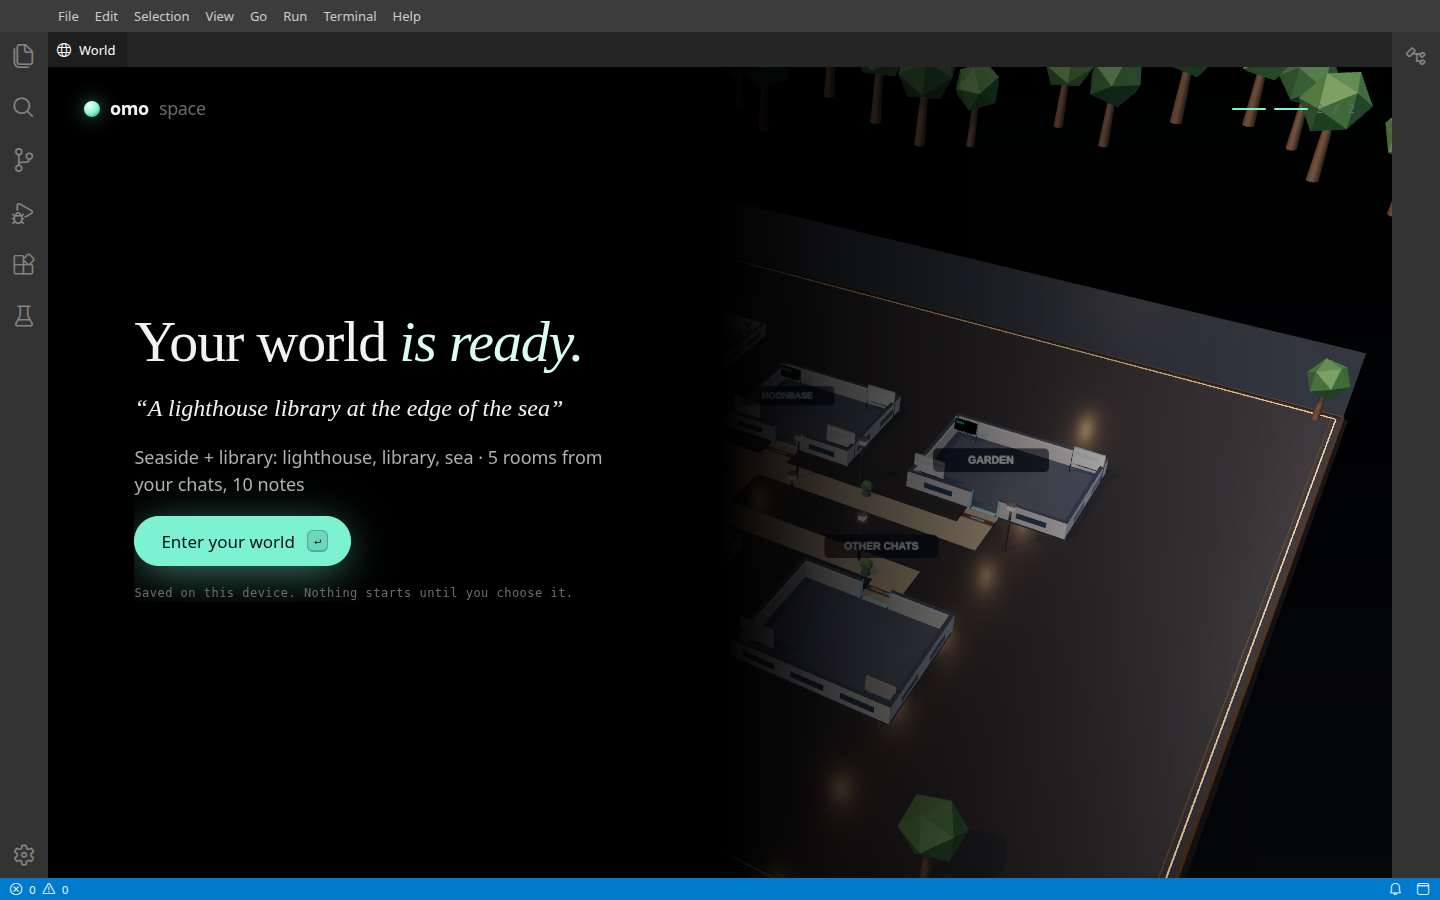 File Edit Selection View Go Run Terminal Help
World
omo space
2 / 2
Your world is ready.
“A lighthouse library at the edge of the sea”
Seaside + library: lighthouse, library, sea · 5 rooms from
your chats, 10 notes
Enter your world ↵
Saved on this device. Nothing starts until you choose it.
MOONBASE
GARDEN
OTHER CHATS
0 0